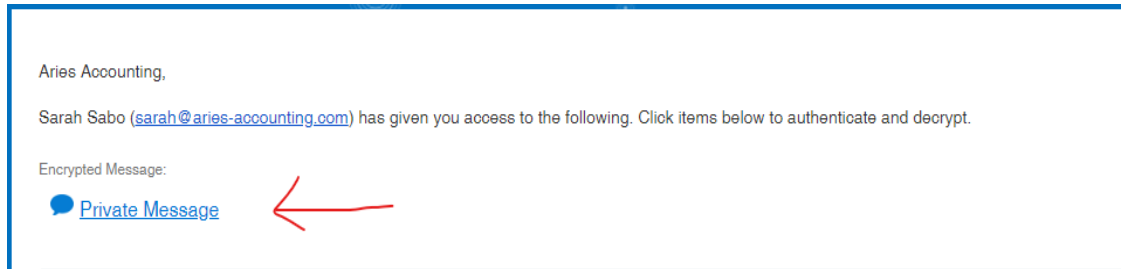 Aries Accounting,
Sarah Sabo (sarah@aries-accounting.com) has given you access to the following. Click items below to authenticate and decrypt.
Encrypted Message:
Private Message